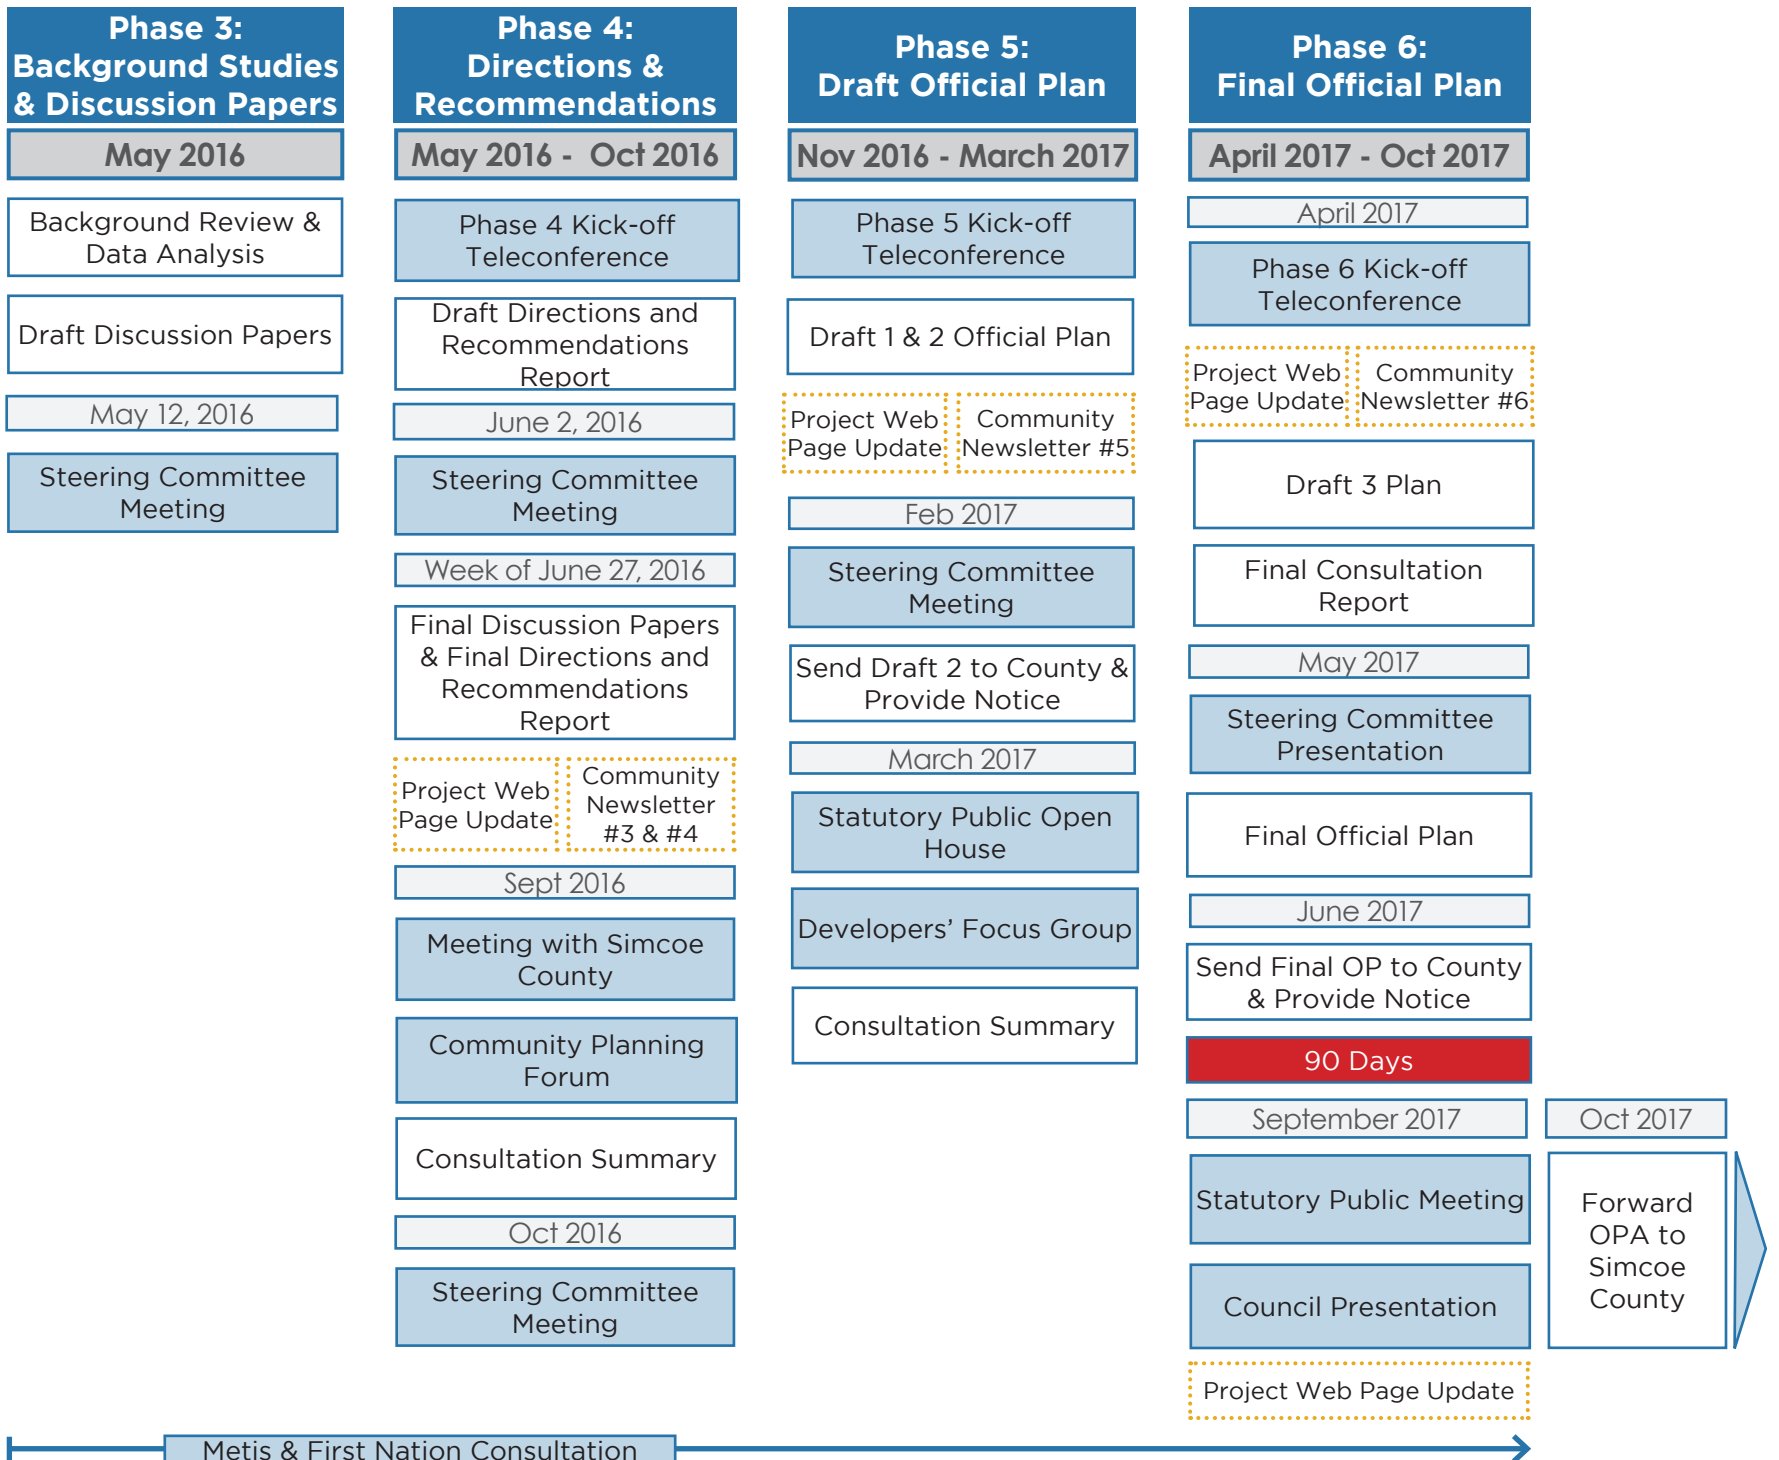 Phase 3:
Background Studies
& Discussion Papers
May 2016
Background Review &
Data Analysis
Draft Discussion Papers
May 12, 2016
Steering Committee
Meeting
Phase 4:
Directions &
Recommendations
May 2016 - Oct 2016
Phase 4 Kick-off
Teleconference
Draft Directions and
Recommendations
Report
June 2, 2016
Steering Committee
Meeting
Week of June 27, 2016
Final Discussion Papers
& Final Directions and
Recommendations
Report
Project Web
Page Update
Community
Newsletter
#3 & #4
Sept 2016
Meeting with Simcoe
County
Community Planning
Forum
Consultation Summary
Oct 2016
Steering Committee
Meeting
Phase 5:
Draft Official Plan
Nov 2016 - March 2017
Phase 5 Kick-off
Teleconference
Draft 1 & 2 Official Plan
Project Web
Page Update
Community
Newsletter #5
Feb 2017
Steering Committee
Meeting
Send Draft 2 to County &
Provide Notice
March 2017
Statutory Public Open
House
Developers’ Focus Group
Consultation Summary
Phase 6:
Final Official Plan
April 2017 - Oct 2017
April 2017
Phase 6 Kick-off
Teleconference
Project Web
Page Update
Community
Newsletter #6
Draft 3 Plan
Final Consultation
Report
May 2017
Steering Committee
Presentation
Final Official Plan
June 2017
Send Final OP to County
& Provide Notice
90 Days
September 2017
Statutory Public Meeting
Council Presentation
Project Web Page Update
Oct 2017
Forward
OPA to
Simcoe
County
Metis & First Nation Consultation